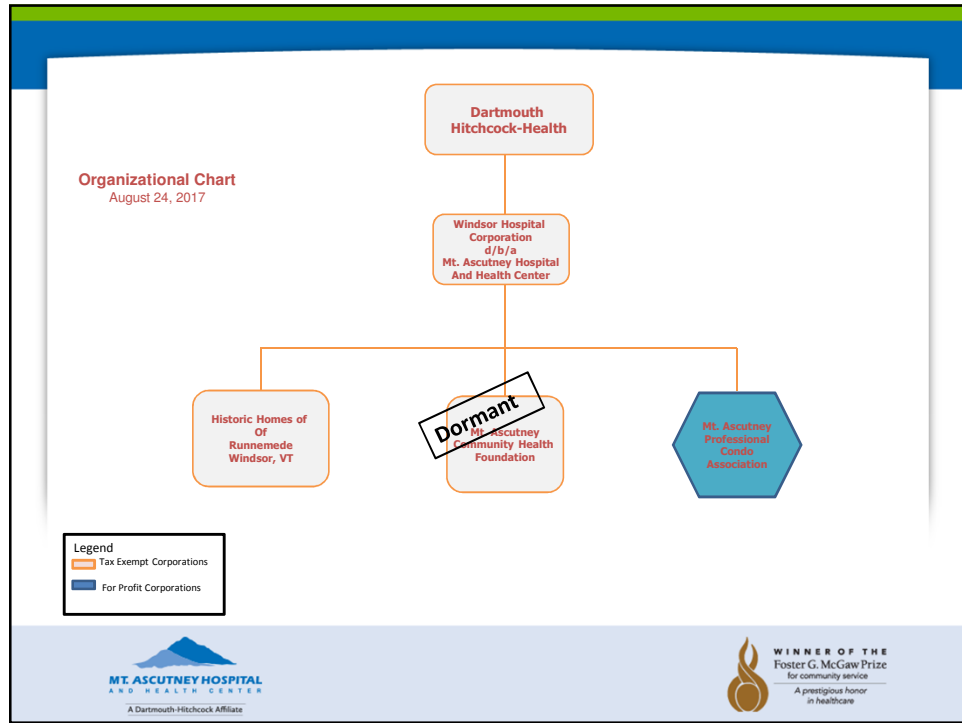 Dartmouth
Hitchcock-Health
Organizational Chart
August 24, 2017
Windsor Hospital
Corporation
d/b/a
Mt. Ascutney Hospital
And Health Center
Historic Homes of
Of
Runnemede
Windsor, VT
Dormant
Mt. Ascutney
Community Health
Foundation
Mt. Ascutney
Professional
Condo
Association
Legend
Tax Exempt Corporations
For Profit Corporations
MT. ASCUTNEY HOSPITAL
AND HEALTH CENTER
A Dartmouth-Hitchcock Affiliate
WINNER OF THE
Foster G. McGaw Prize
for community service
A prestigious honor
in healthcare